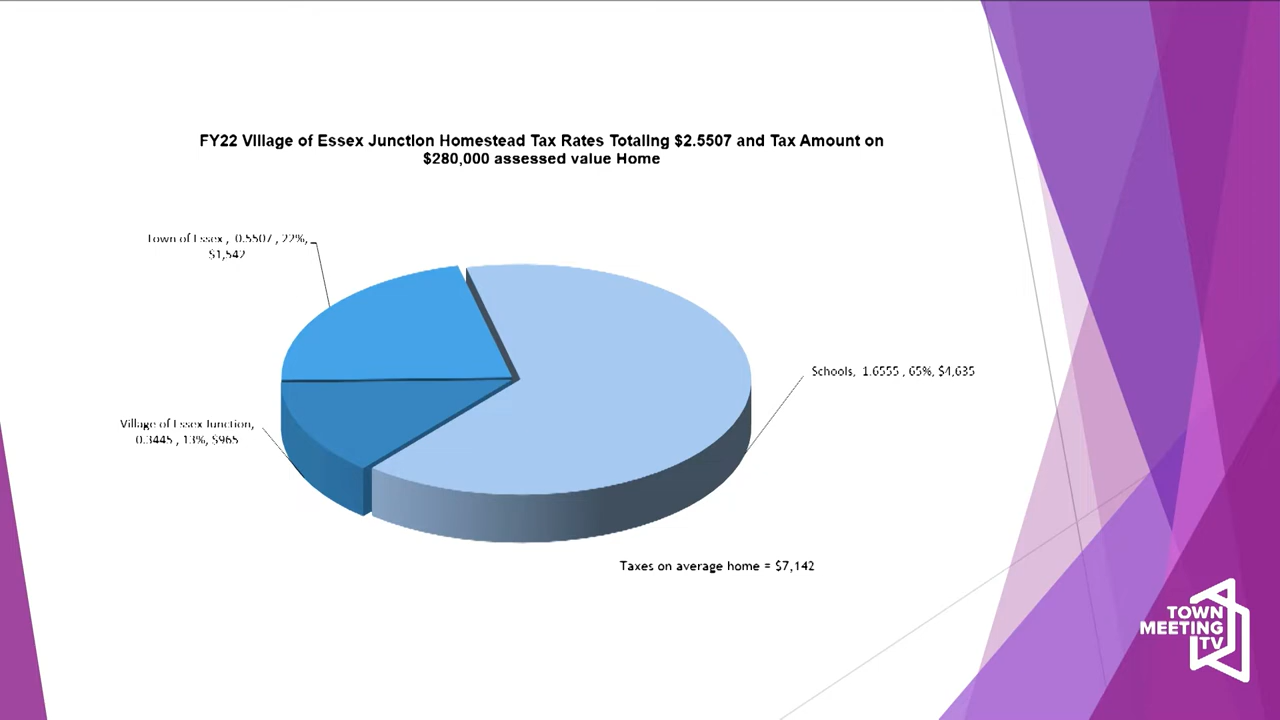 FY22 Village of Essex Junction Homestead Tax Rates Totaling $2.5507 and Tax Amount on
$280,000 assessed value Home
Town of Essex , 0.5507 , 22%,
$1,542
Schools, 1.6555 , 65%, $4,635
Village of Essex Junction,
0.3445 , 13%, $965
Taxes on average home = $7,142
TOWN
MEETING
TV